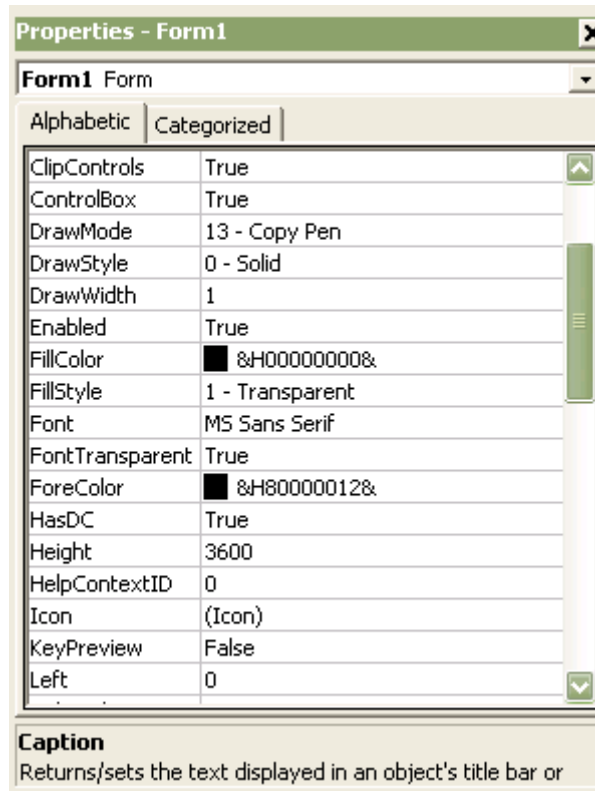 Properties - Form1
Form1 Form
Alphabetic Categorized
ClipControls True
ControlBox True
DrawMode 13 - Copy Pen
DrawStyle 0 - Solid
DrawWidth 1
Enabled True
FillColor &H00000000&
FillStyle 1 - Transparent
Font MS Sans Serif
FontTransparent True
ForeColor &H80000012&
HasDC True
Height 3600
HelpContextID 0
Icon (Icon)
KeyPreview False
Left 0
Caption
Returns/sets the text displayed in an object's title bar or